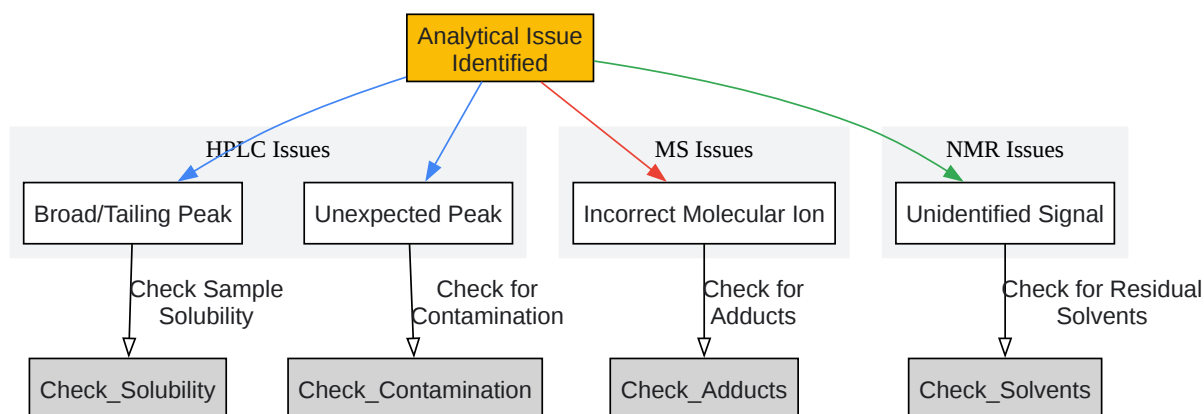 Analytical Issue
Identified
HPLC Issues
MS Issues
NMR Issues
Broad/Tailing Peak
Unexpected Peak
Incorrect Molecular Ion
Unidentified Signal
Check Sample
Solubility
Check for
Contamination
Check for
Adducts
Check for Residual
Solvents
Check_Solubility
Check_Contamination
Check_Adducts
Check_Solvents